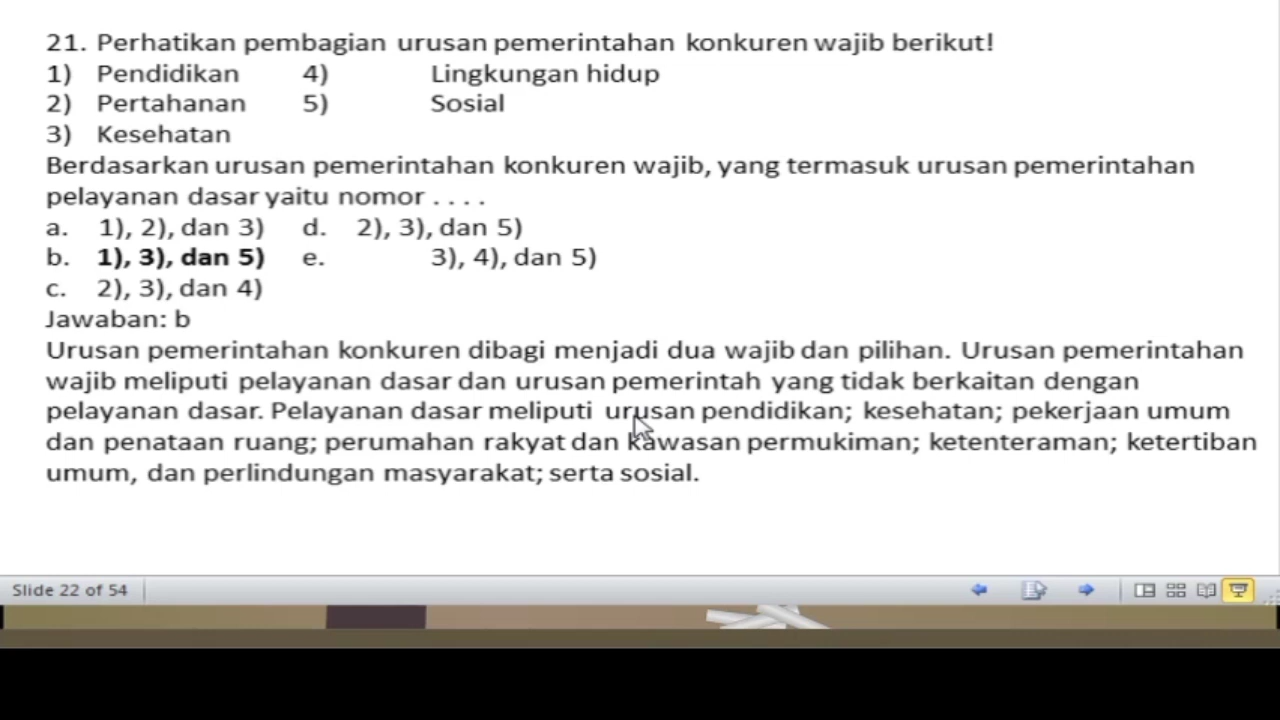 21. Perhatikan pembagian urusan pemerintahan konkuren wajib berikut!
1) Pendidikan 4) Lingkungan hidup
2) Pertahanan 5) Sosial
3) Kesehatan
Berdasarkan urusan pemerintahan konkuren wajib, yang termasuk urusan pemerintahan
pelayanan dasar yaitu nomor . . . .
a. 1), 2), dan 3) d. 2), 3), dan 5)
b. 1), 3), dan 5) e. 3), 4), dan 5)
c. 2), 3), dan 4)
Jawaban: b
Urusan pemerintahan konkuren dibagi menjadi dua wajib dan pilihan. Urusan pemerintahan
wajib meliputi pelayanan dasar dan urusan pemerintah yang tidak berkaitan dengan
pelayanan dasar. Pelayanan dasar meliputi urusan pendidikan; kesehatan; pekerjaan umum
dan penataan ruang; perumahan rakyat dan kawasan permukiman; ketenteraman; ketertiban
umum, dan perlindungan masyarakat; serta sosial.
Slide 22 of 54